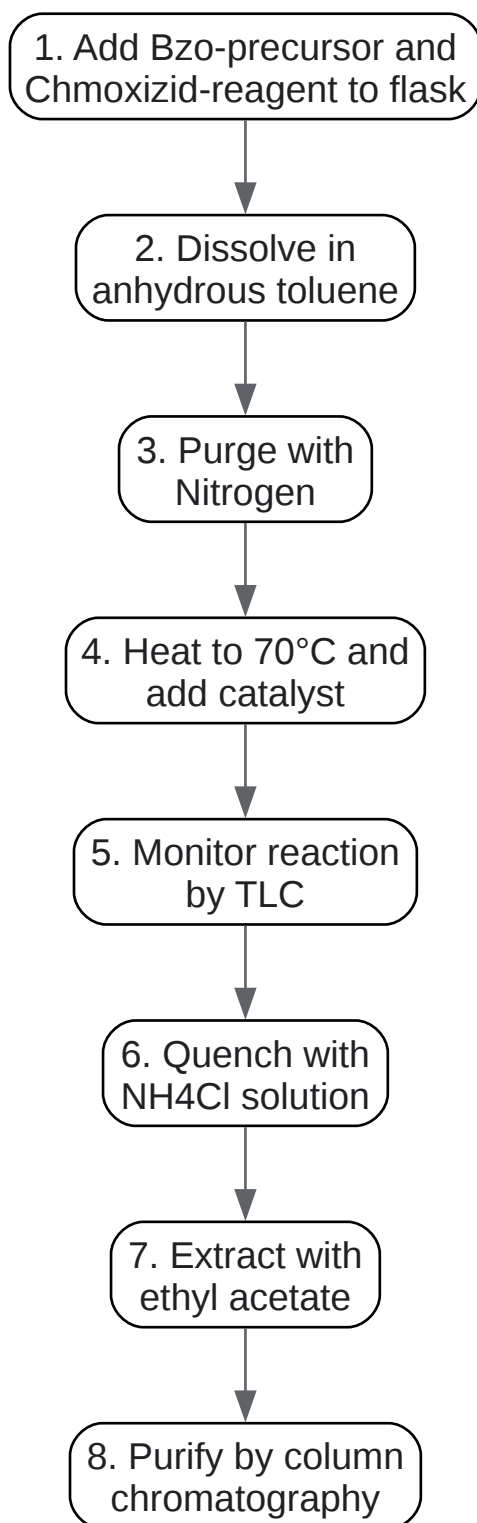 1. Add Bzo-precursor and
Chmoxizid-reagent to flask
2. Dissolve in
anhydrous toluene
3. Purge with
Nitrogen
4. Heat to 70°C and
add catalyst
5. Monitor reaction
by TLC
6. Quench with
NH4Cl solution
7. Extract with
ethyl acetate
8. Purify by column
chromatography